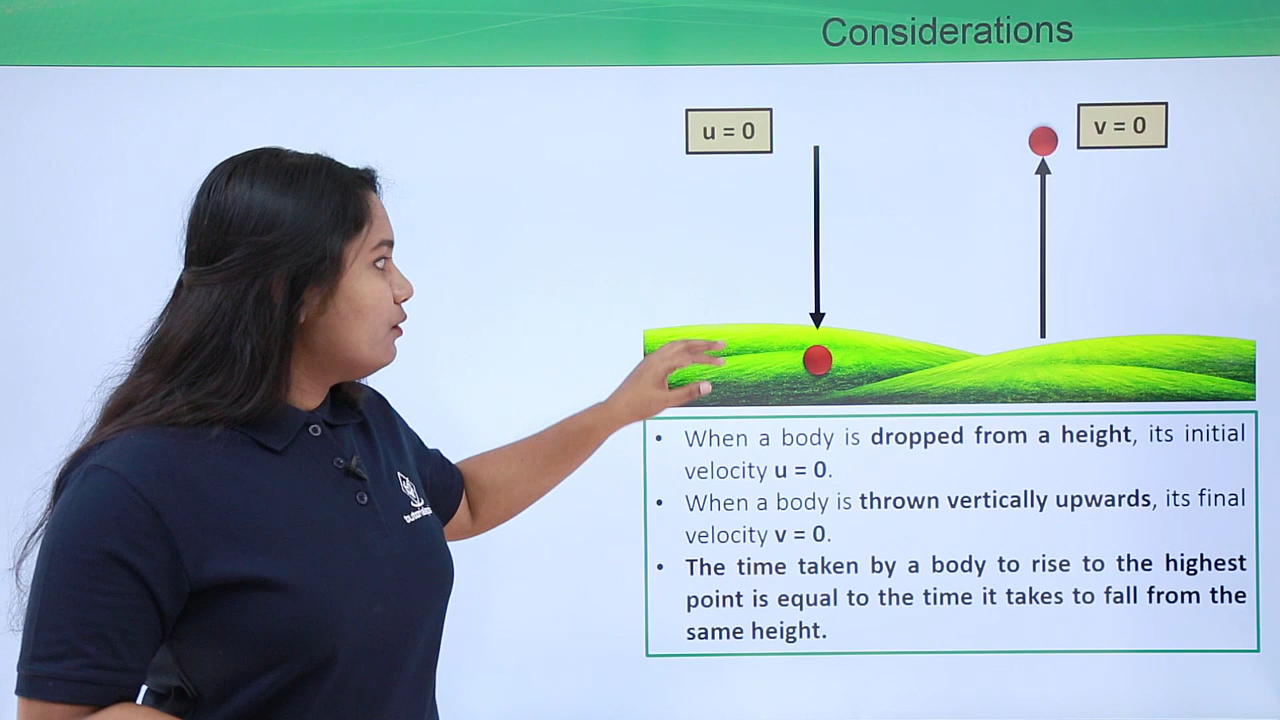 Considerations
u = 0
v = 0
• When a body is dropped from a height, its initial
velocity u = 0.
• When a body is thrown vertically upwards, its final
velocity v = 0.
• The time taken by a body to rise to the highest
point is equal to the time it takes to fall from the
same height.